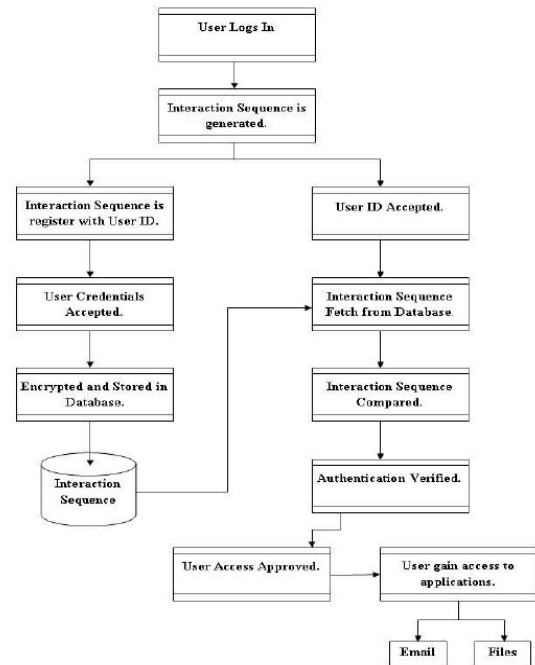 User Logs In
Interaction Sequence is
generated.
Interaction Sequence is
register with User ID.
User ID Accepted.
User Credentials
Accepted.
Interaction Sequence
Fetch from Database.
Encrypted and Stored in
Database.
Interaction Sequence
Compared.
Interaction
Sequence
Authentication Verified.
User Access Approved.
User gain access to
applications.
Email
Files